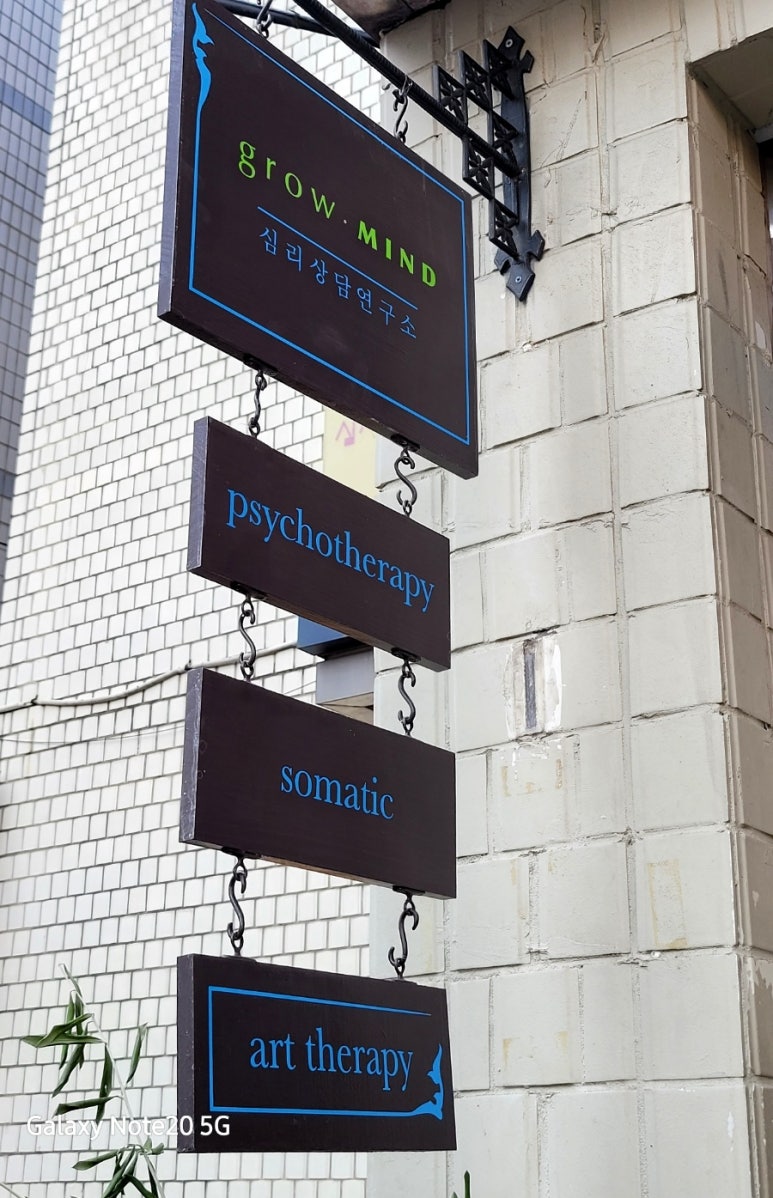 grow·MIND
심리상담연구소
psychotherapy
somatic
art therapy
Galaxy Note20 5G